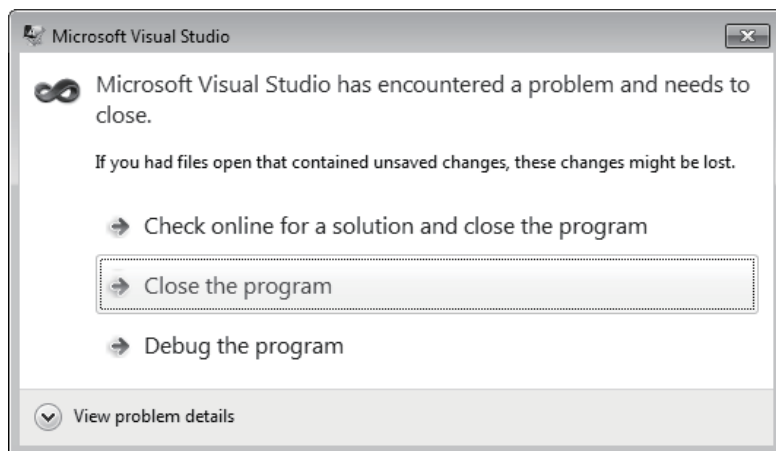 Microsoft Visual Studio
Microsoft Visual Studio has encountered a problem and needs to
close.
If you had files open that contained unsaved changes, these changes might be lost.
Check online for a solution and close the program
Close the program
Debug the program
View problem details